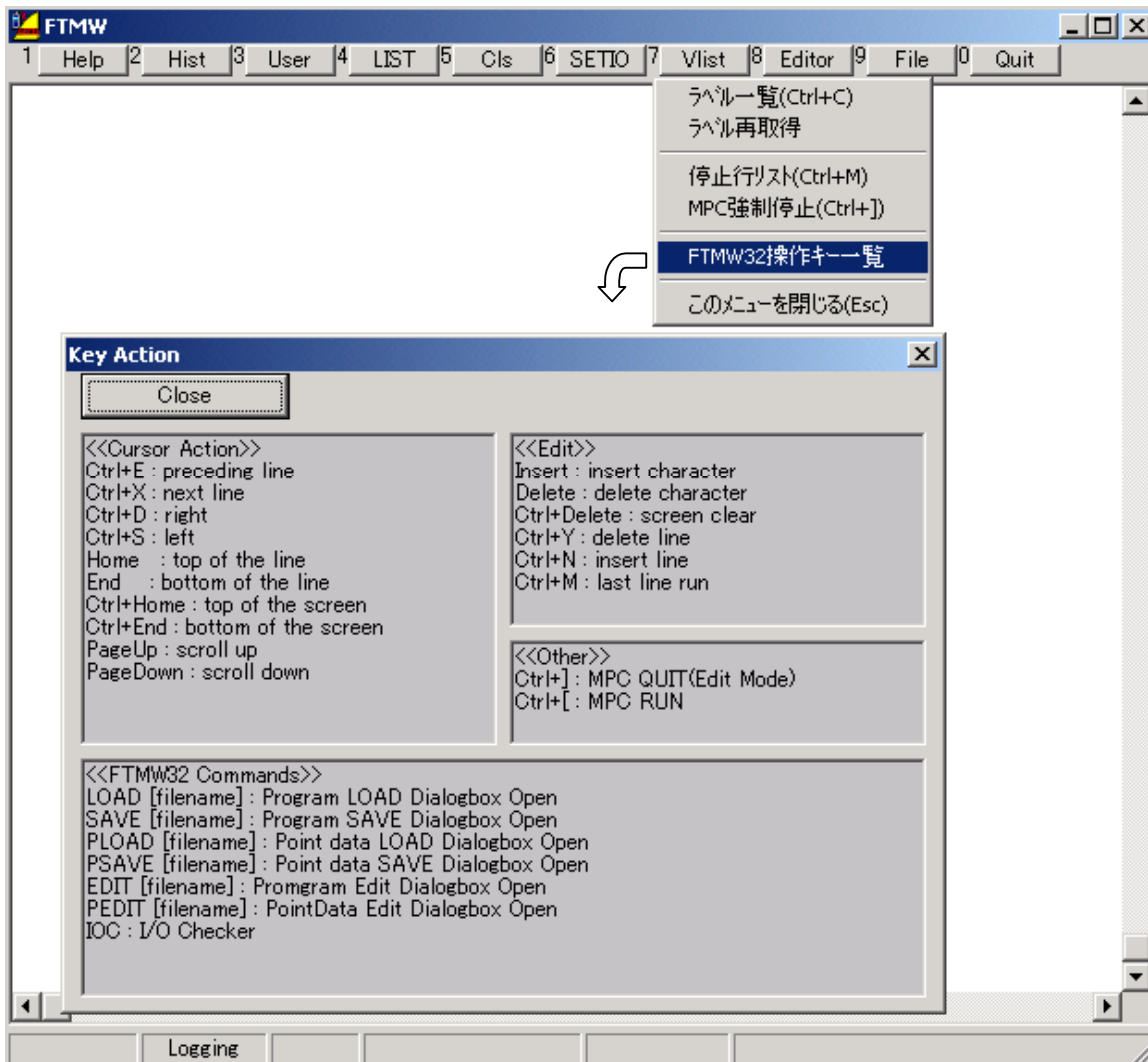 FTMW
1 Help 2 Hist 3 User 4 LIST 5 Cls 6 SETIO 7 Vlist 8 Editor 9 File 0 Quit
ﾗﾍﾞﾙ一覧(Ctrl+C)
ﾗﾍﾞﾙ再取得
停止行ﾘｽﾄ(Ctrl+M)
MPC強制停止(Ctrl+])
FTMW32操作キー一覧
このﾒﾆｭｰを閉じる(Esc)
Key Action
Close
<<Cursor Action>>
Ctrl+E : preceding line
Ctrl+X : next line
Ctrl+D : right
Ctrl+S : left
Home : top of the line
End : bottom of the line
Ctrl+Home : top of the screen
Ctrl+End : bottom of the screen
PageUp : scroll up
PageDown : scroll down
<<Edit>>
Insert : insert character
Delete : delete character
Ctrl+Delete : screen clear
Ctrl+Y : delete line
Ctrl+N : insert line
Ctrl+M : last line run
<<Other>>
Ctrl+] : MPC QUIT(Edit Mode)
Ctrl+[ : MPC RUN
<<FTMW32 Commands>>
LOAD [filename] : Program LOAD Dialogbox Open
SAVE [filename] : Program SAVE Dialogbox Open
PLOAD [filename] : Point data LOAD Dialogbox Open
PSAVE [filename] : Point data SAVE Dialogbox Open
EDIT [filename] : Promgram Edit Dialogbox Open
PEDIT [filename] : PointData Edit Dialogbox Open
IOC : I/O Checker
Logging